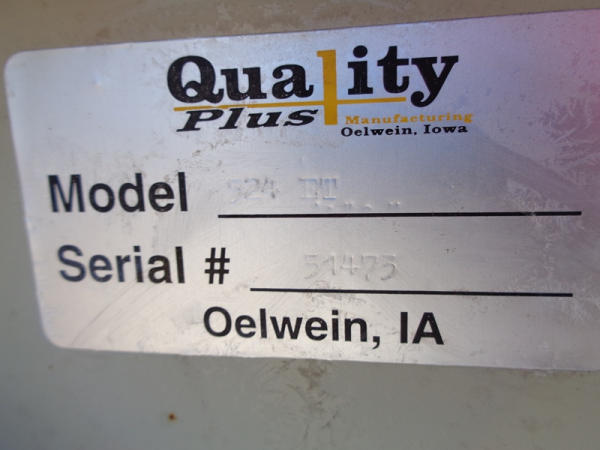 Quality
Plus
Manufacturing
Oelwein, Iowa
Model
Serial # 51475
Oelwein, IA